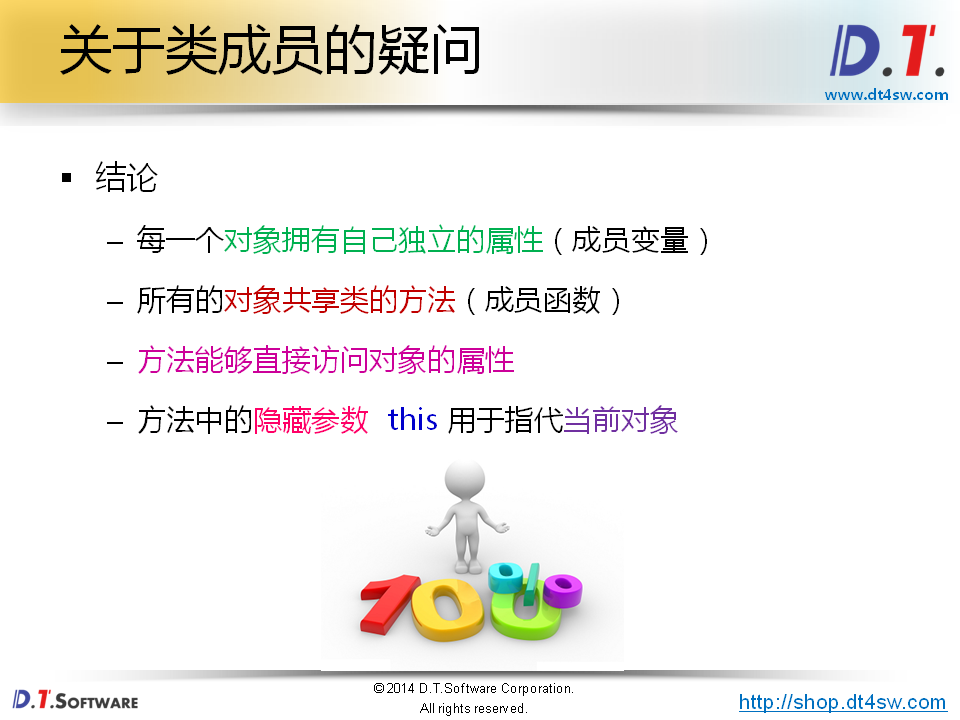 关于类成员的疑问
D.T.
www.dt4sw.com
▪ 结论
– 每一个对象拥有自己独立的属性（成员变量）
– 所有的对象共享类的方法（成员函数）
– 方法能够直接访问对象的属性
– 方法中的隐藏参数 this 用于指代当前对象
100%
D.T.SOFTWARE
©2014 D.T.Software Corporation.
All rights reserved.
http://shop.dt4sw.com